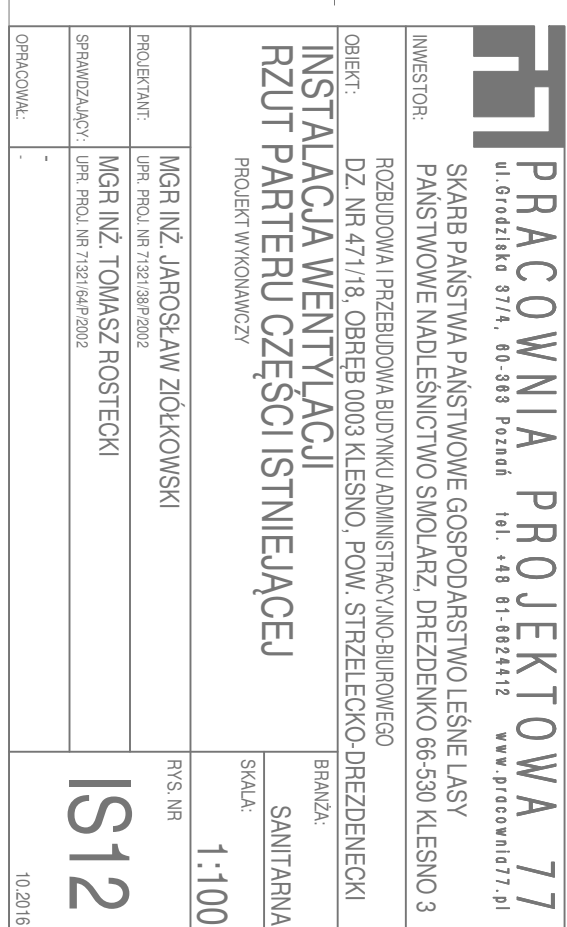 PRACOWNIA PROJEKTOWA 77
ul.Grodziska 37/4, 60-363 Poznań tel. +48 61-6624412 www.pracownia77.pl
INWESTOR:
SKARB PAŃSTWA PAŃSTWOWE GOSPODARSTWO LEŚNE LASY
PAŃSTWOWE NADLEŚNICTWO SMOLARZ, DREZDENKO 66-530 KLESNO 3
OBIEKT:
ROZBUDOWA I PRZEBUDOWA BUDYNKU ADMINISTRACYJNO-BIUROWEGO
DZ. NR 471/18, OBRĘB 0003 KLESNO, POW. STRZELECKO-DREZDENECKI
INSTALACJA WENTYLACJI
RZUT PARTERU CZĘŚCI ISTNIEJĄCEJ
PROJEKT WYKONAWCZY
BRANŻA:
SANITARNA
SKALA:
1:100
PROJEKTANT:
MGR INŻ. JAROSŁAW ZIÓŁKOWSKI
UPR. PROJ. NR 71321/38/P/2002
SPRAWDZAJĄCY:
MGR INŻ. TOMASZ ROSTECKI
UPR. PROJ. NR 71321/64/P/2002
OPRACOWAŁ:
-
-
RYS. NR
IS12
10.2016